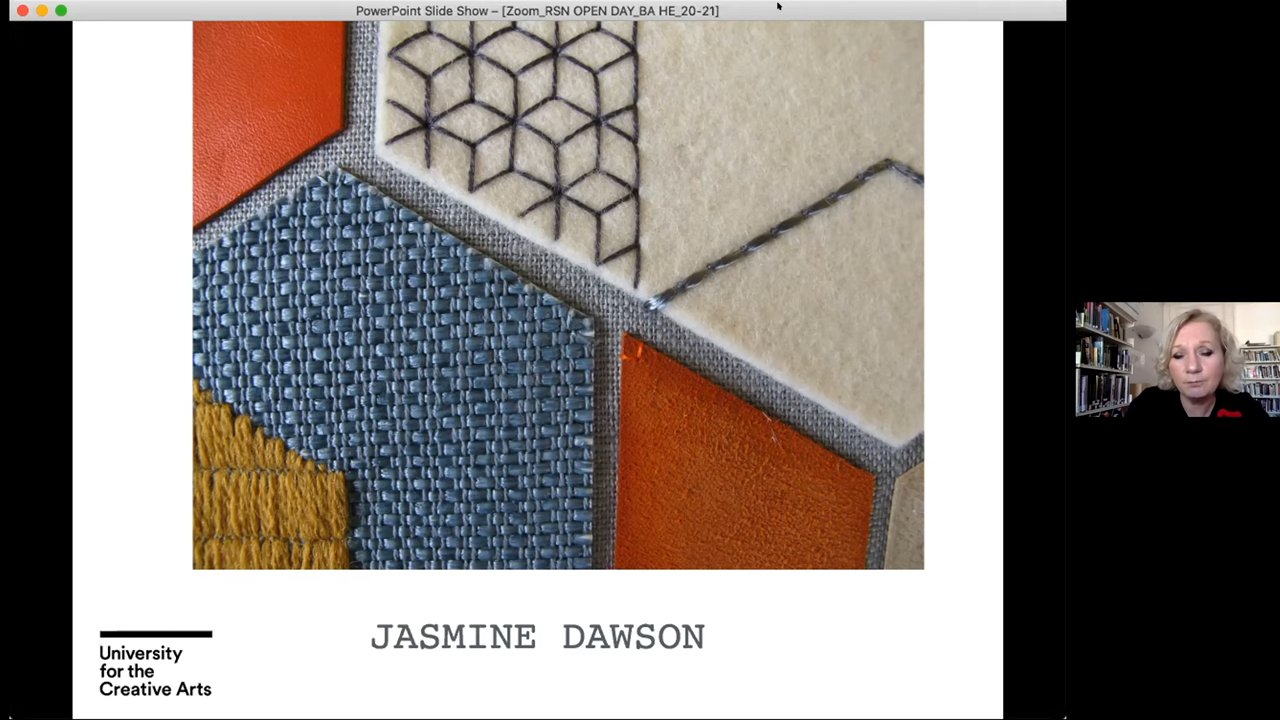 PowerPoint Slide Show – [Zoom_RSN OPEN DAY_BA HE_20-21]
JASMINE DAWSON
University
for the
Creative Arts